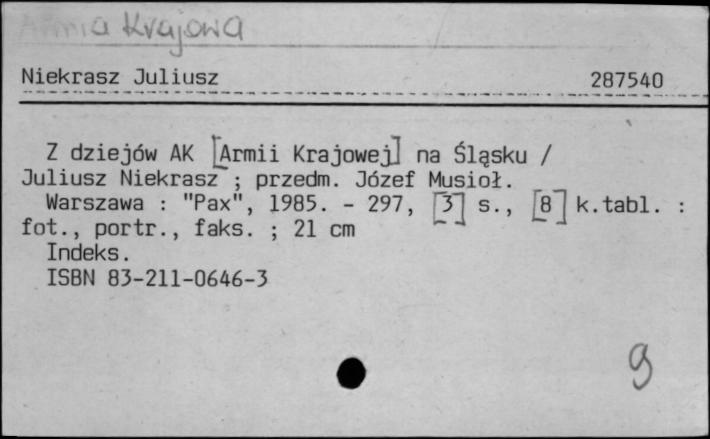 Armia Krajowa
Niekrasz Juliusz 287540
Z dziejów AK [Armii Krajowej] na Śląsku /
Juliusz Niekrasz ; przedm. Józef Musioł.
Warszawa : "Pax", 1985. - 297, [3] s., [8] k.tabl. :
fot., portr., faks. ; 21 cm
Indeks.
ISBN 83-211-0646-3
9